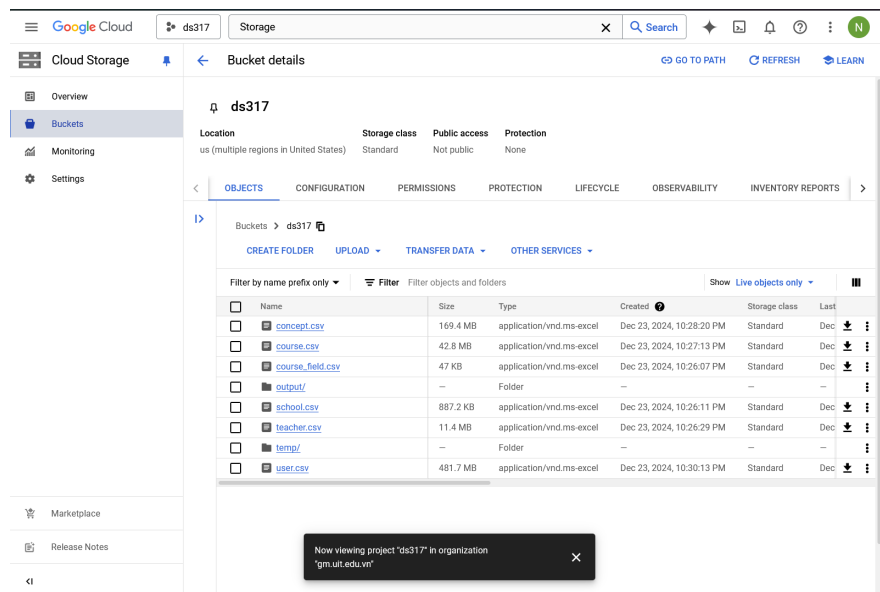 Google Cloud ds317 Storage Search N
Cloud Storage Bucket details GO TO PATH REFRESH LEARN
Overview
Buckets
Monitoring
Settings
ds317
Location Storage class Public access Protection
us (multiple regions in United States) Standard Not public None
OBJECTS CONFIGURATION PERMISSIONS PROTECTION LIFECYCLE OBSERVABILITY INVENTORY REPORTS
Buckets > ds317
CREATE FOLDER UPLOAD TRANSFER DATA OTHER SERVICES
Filter by name prefix only Filter Filter objects and folders Show Live objects only
Name Size Type Created Storage class Last
concept.csv 169.4 MB application/vnd.ms-excel Dec 23, 2024, 10:28:20 PM Standard Dec
course.csv 42.8 MB application/vnd.ms-excel Dec 23, 2024, 10:27:13 PM Standard Dec
course_field.csv 47 KB application/vnd.ms-excel Dec 23, 2024, 10:26:07 PM Standard Dec
output/ — Folder — — —
school.csv 887.2 KB application/vnd.ms-excel Dec 23, 2024, 10:26:11 PM Standard Dec
teacher.csv 11.4 MB application/vnd.ms-excel Dec 23, 2024, 10:26:29 PM Standard Dec
temp/ — Folder — — —
user.csv 481.7 MB application/vnd.ms-excel Dec 23, 2024, 10:30:13 PM Standard Dec
Marketplace
Release Notes
Now viewing project "ds317" in organization
"gm.uit.edu.vn"